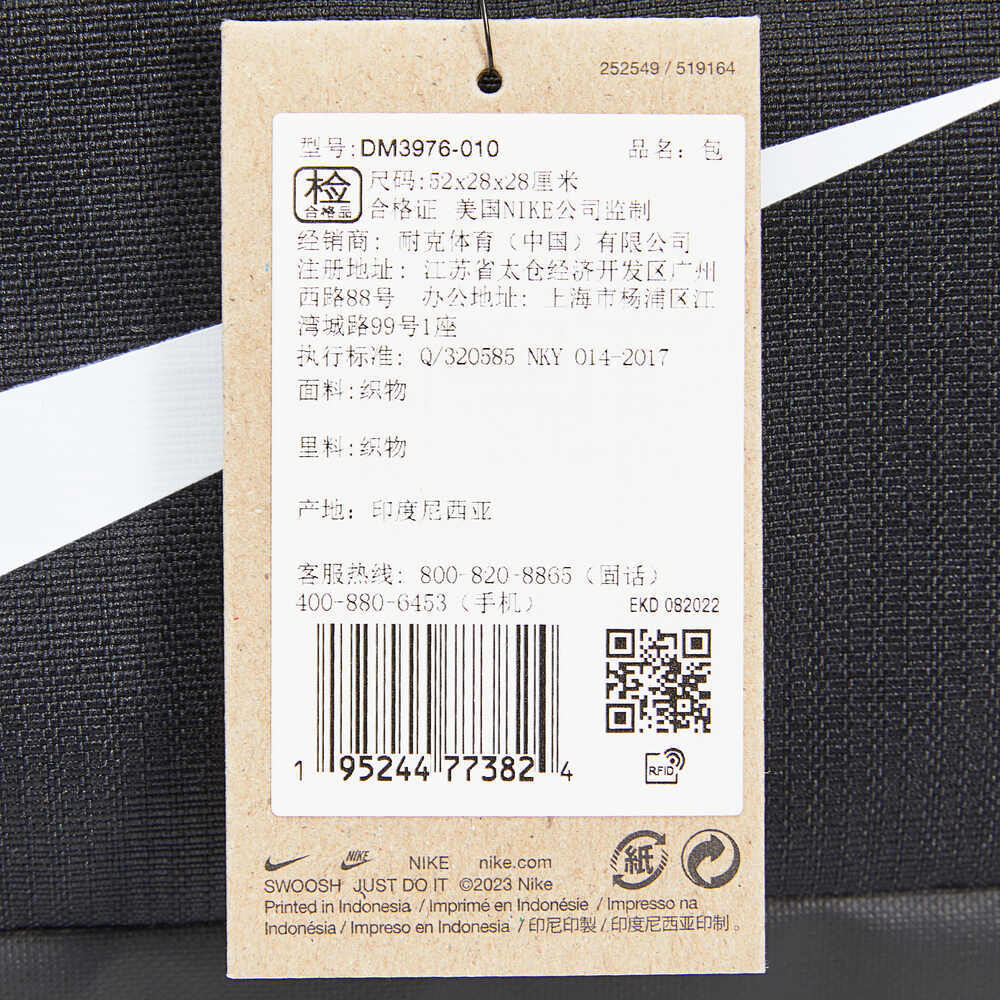 252549 / 519164
型号:DM3976-010 品名: 包
检 尺码:52x28x28厘米
合格品 合格证 美国NIKE公司监制
经销商: 耐克体育（中国）有限公司
注册地址: 江苏省太仓经济开发区广州
西路88号 办公地址: 上海市杨浦区江
湾城路99号1座
执行标准: Q/320585 NKY 014-2017
面料:织物
里料:织物
产地: 印度尼西亚
客服热线: 800-820-8865（固话）
400-880-6453（手机） EKD 082022
1 95244 77382 4
RFID
NIKE NIKE nike.com 紙
SWOOSH JUST DO IT ©2023 Nike
Printed in Indonesia / Imprimé en Indonésie / Impresso na
Indonésia / Impreso en Indonesia / 印尼印製 / 印度尼西亚印制。